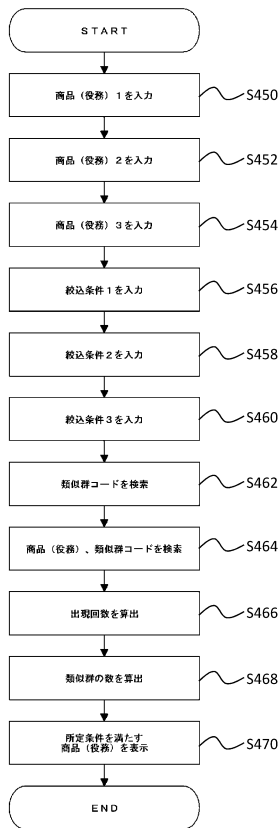 START
商品（役務）1を入力
S450
商品（役務）2を入力
S452
商品（役務）3を入力
S454
絞込条件1を入力
S456
絞込条件2を入力
S458
絞込条件3を入力
S460
類似群コードを検索
S462
商品（役務）、類似群コードを検索
S464
出現回数を算出
S466
類似群の数を算出
S468
所定条件を満たす
商品（役務）を表示
S470
END